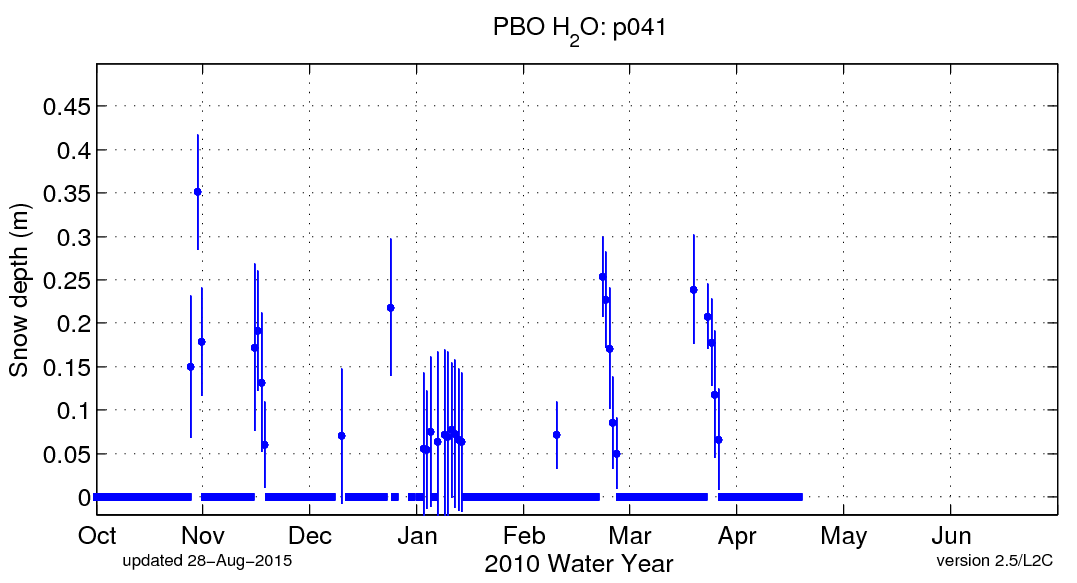 PBO H2O: p041
0.45
0.4
0.35
0.3
0.25
0.2
0.15
0.1
0.05
0
Snow depth (m)
Oct Nov Dec Jan Feb Mar Apr May Jun
updated 28−Aug−2015 2010 Water Year version 2.5/L2C